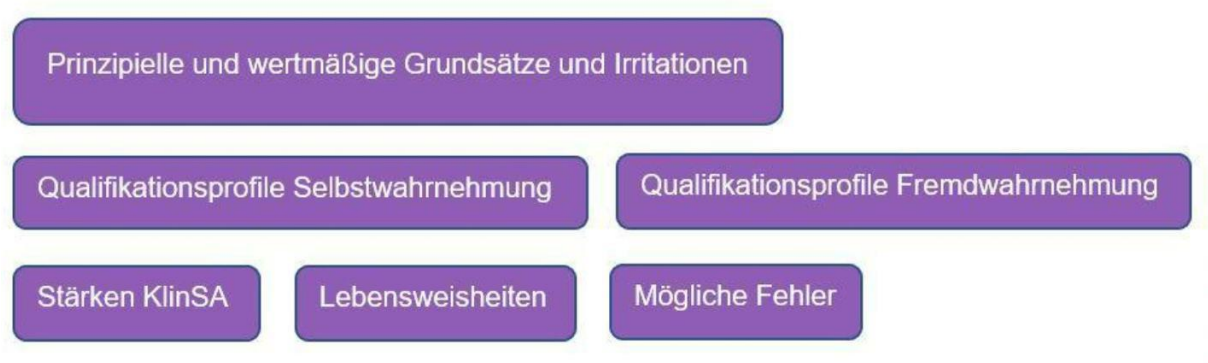 Prinzipielle und wertmäßige Grundsätze und Irritationen
Qualifikationsprofile Selbstwahrnehmung
Qualifikationsprofile Fremdwahrnehmung
Stärken KlinSA
Lebensweisheiten
Mögliche Fehler